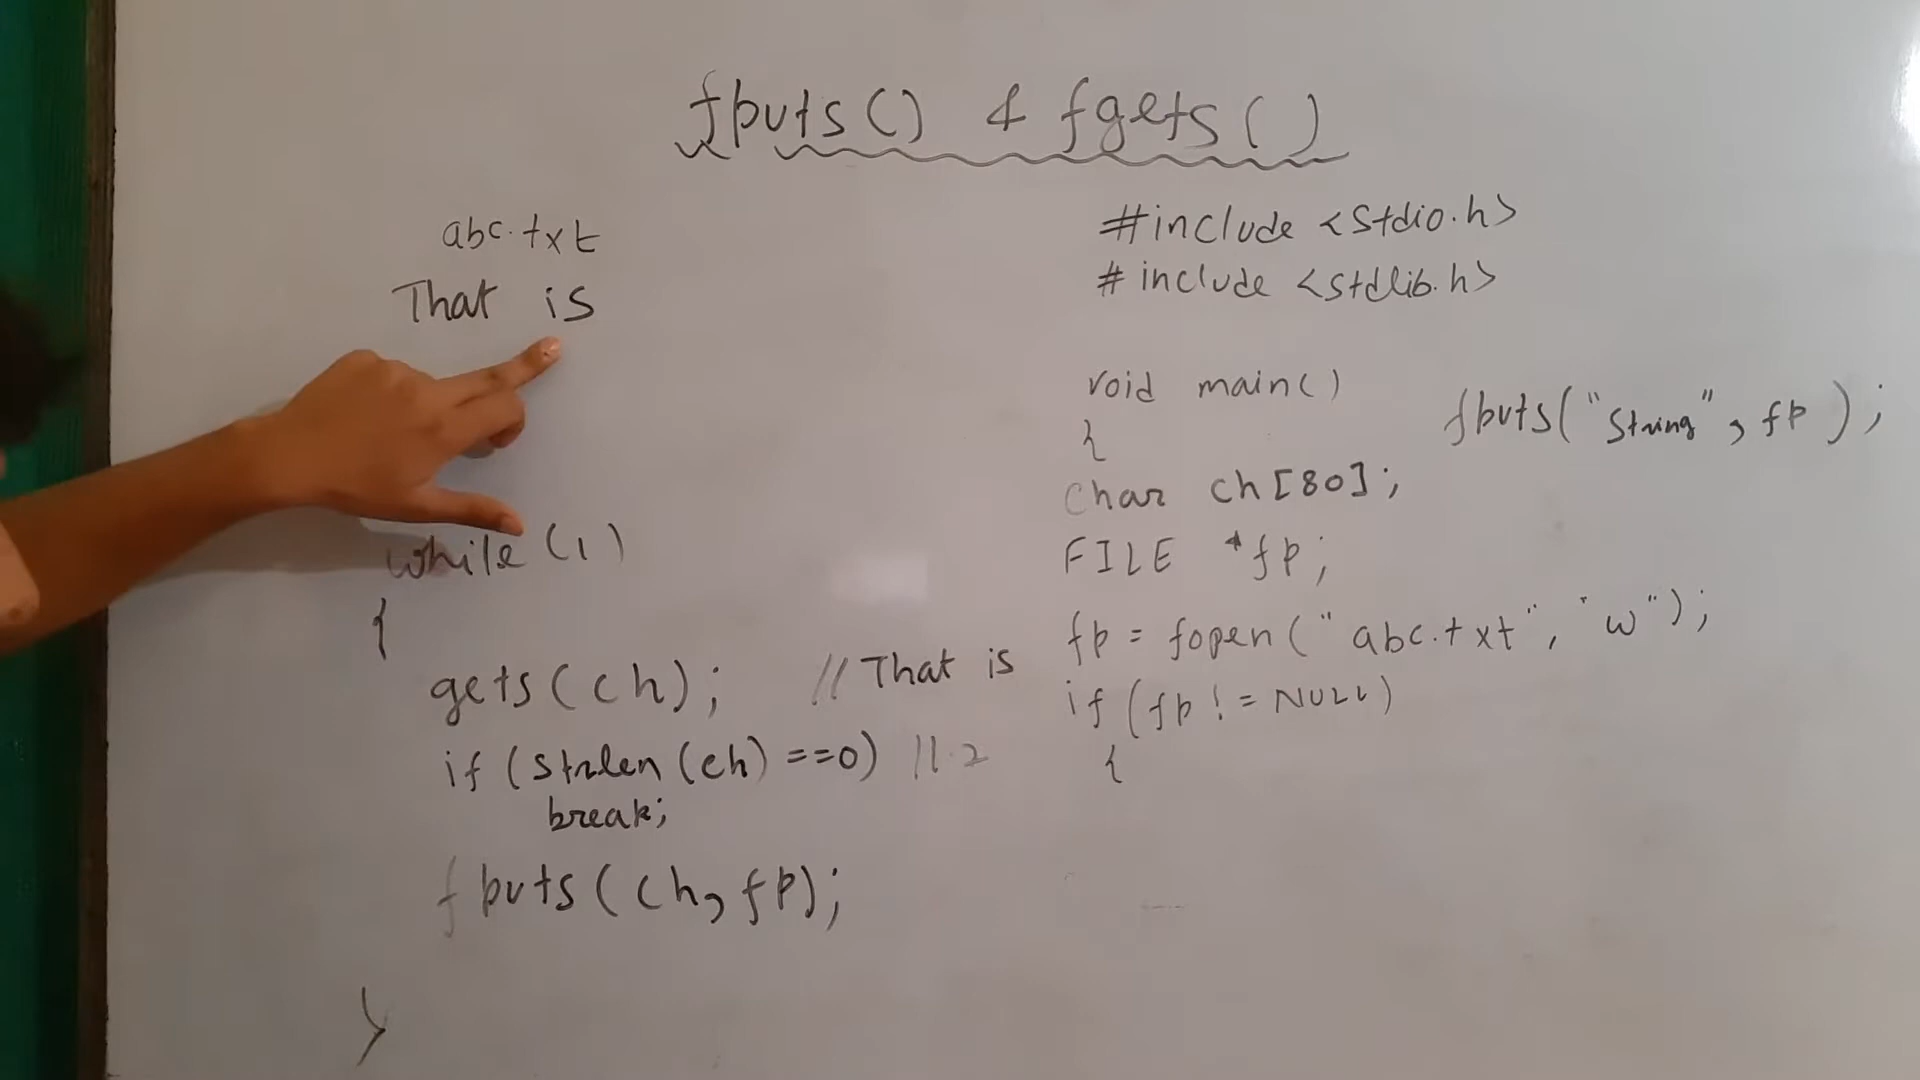 fputs() & fgets()
abc.txt
That is
while (1)
{
gets(ch); // That is
if (strlen(ch) ==0) // 2
break;
fputs(ch, fp);
}
#include <stdio.h>
#include <stdlib.h>
void main()
{
fputs("String", fp);
char ch[80];
FILE *fp;
fp = fopen("abc.txt", "w");
if (fp != NULL)
{